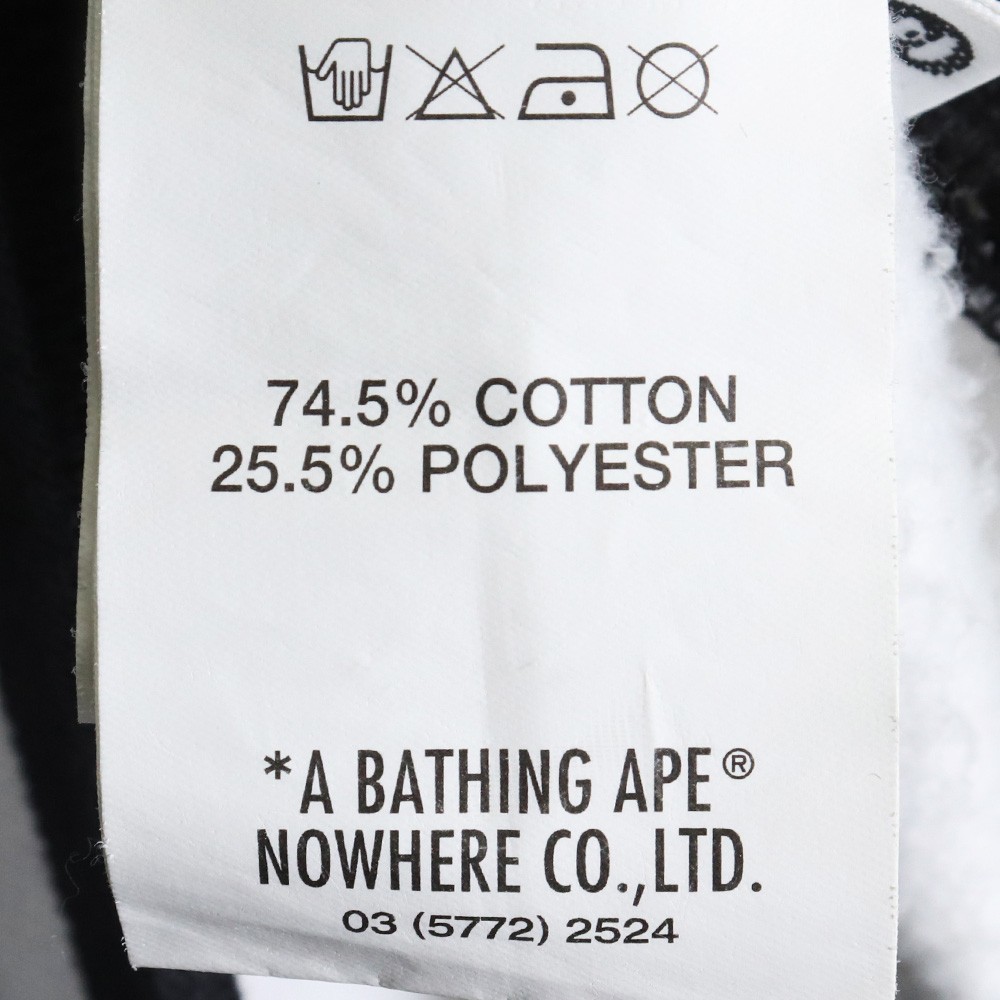 74.5% COTTON
25.5% POLYESTER
*A BATHING APE®
NOWHERE CO.,LTD.
03 (5772) 2524